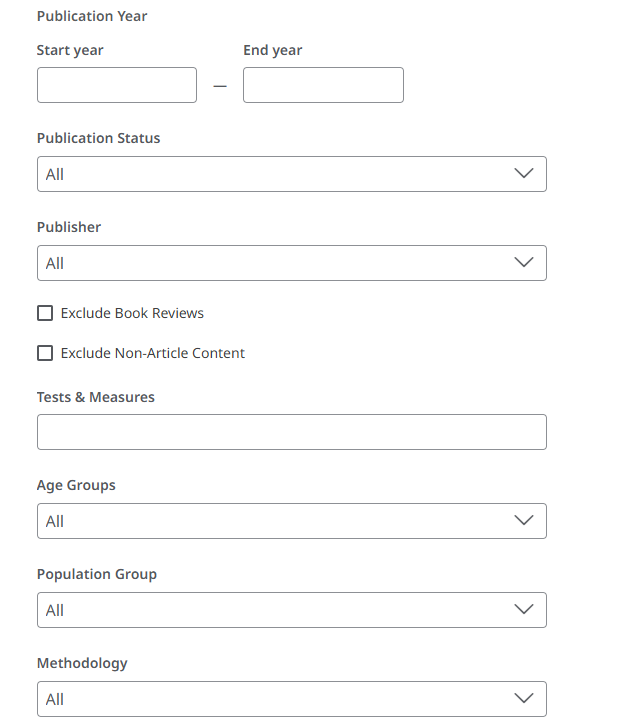 Publication Year
Start year End year
—
Publication Status
All
Publisher
All
Exclude Book Reviews
Exclude Non-Article Content
Tests & Measures
Age Groups
All
Population Group
All
Methodology
All